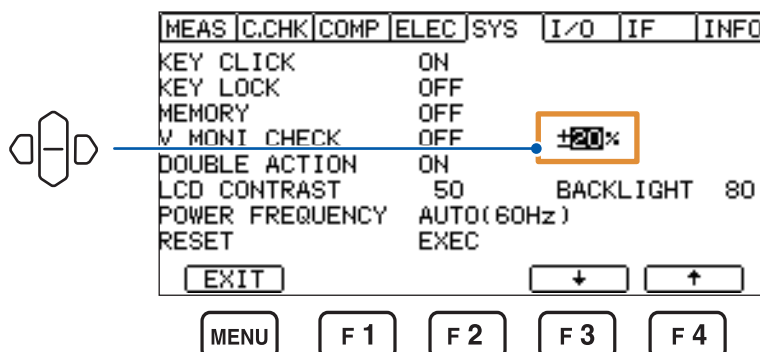 MEAS C.CHK COMP ELEC SYS I/O IF INFO
KEY CLICK ON
KEY LOCK OFF
MEMORY OFF
V MONI CHECK OFF ±20%
DOUBLE ACTION ON
LCD CONTRAST 50 BACKLIGHT 80
POWER FREQUENCY AUTO(60Hz)
RESET EXEC
EXIT ↓ ↑
MENU F1 F2 F3 F4